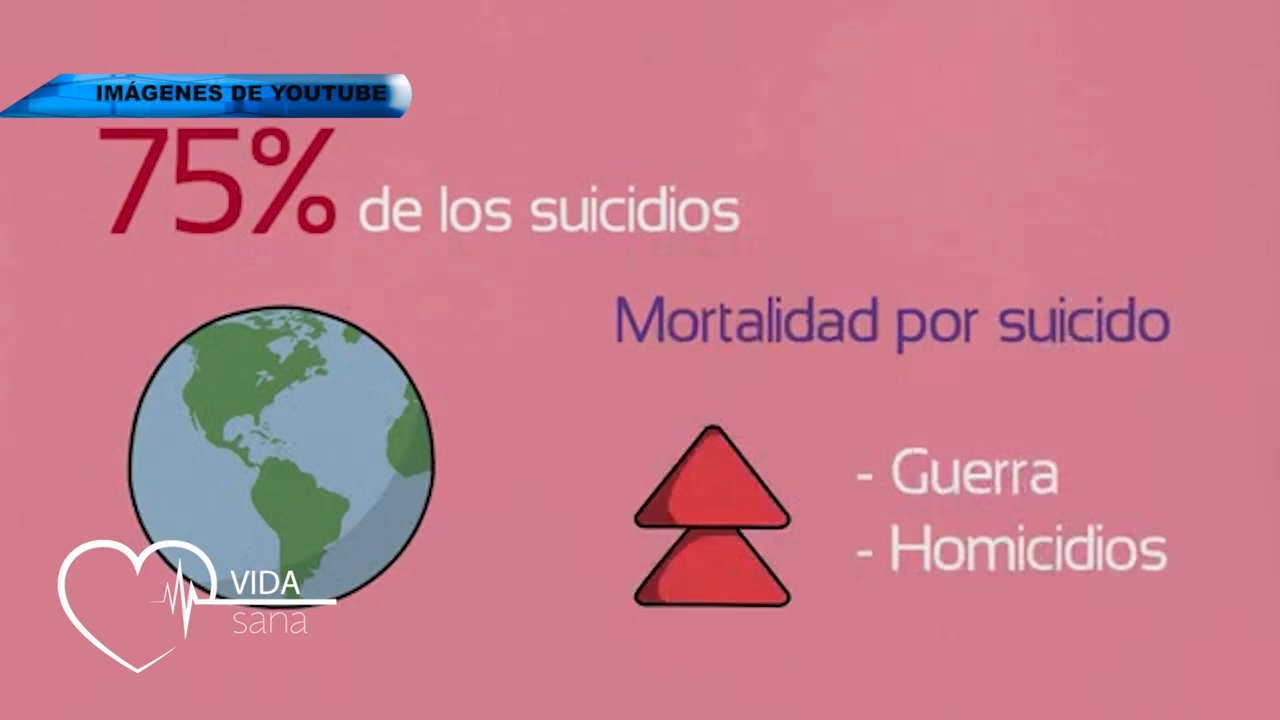 IMÁGENES DE YOUTUBE
75% de los suicidios
Mortalidad por suicido
- Guerra
- Homicidios
VIDA
sana